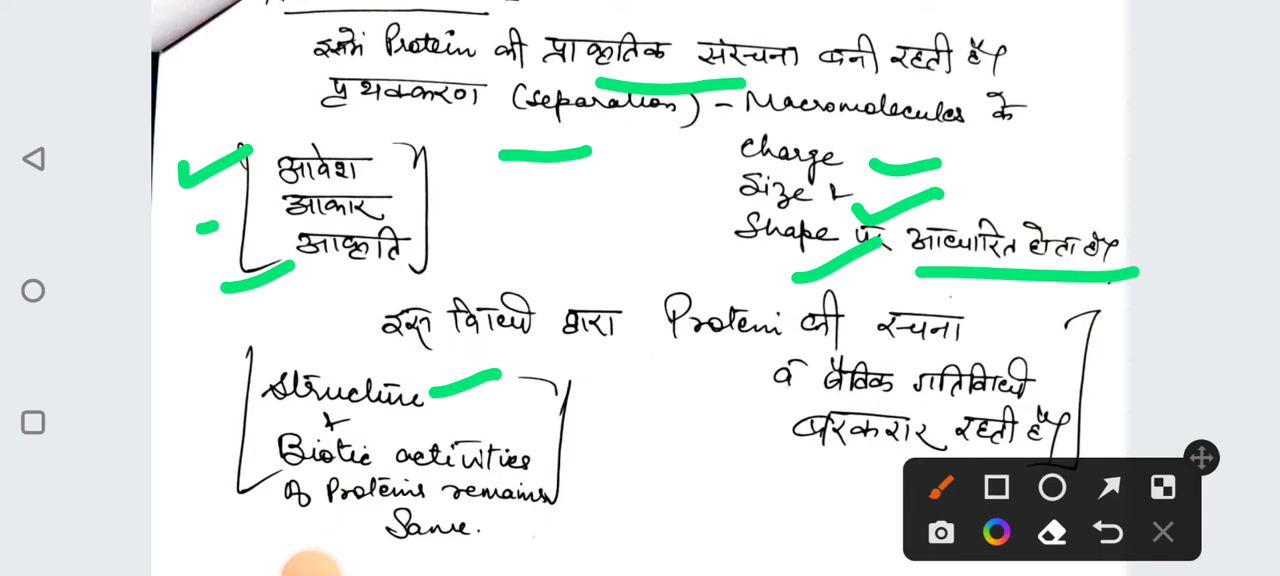 इसमें Protein की प्राकृतिक संरचना बनी रहती है।
पृथक्करण (Separation) - Macromolecules के
आवेश
आकार
आकृति
Charge
Size &
Shape पर आधारित होता है।
इस विधि द्वारा Protein की रचना
व जैविक गतिविधी
बरकरार रहती है।
Structure
&
Biotic activities
of Proteins remains
Same.